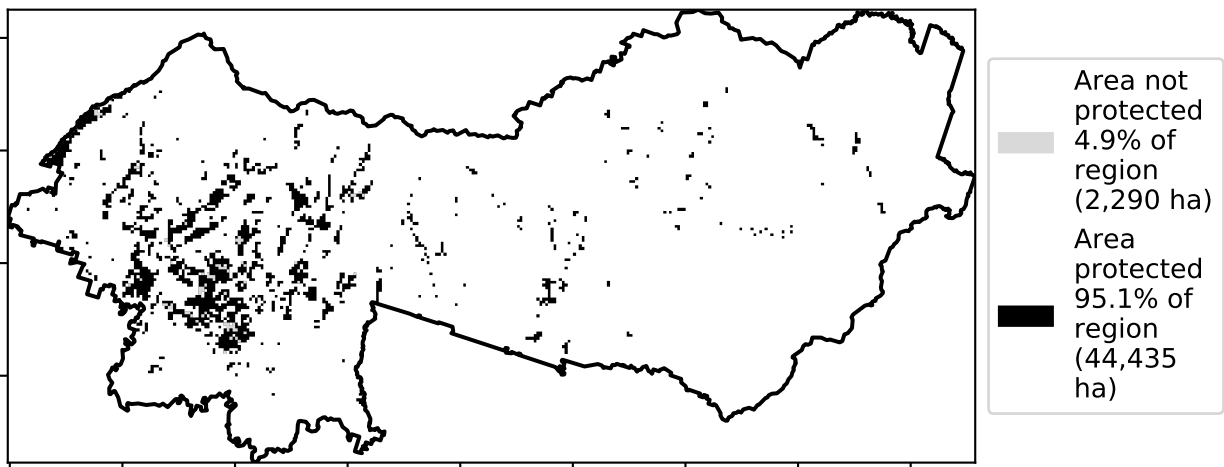 Area not
protected
4.9% of
region
(2,290 ha)
Area
protected
95.1% of
region
(44,435
ha)